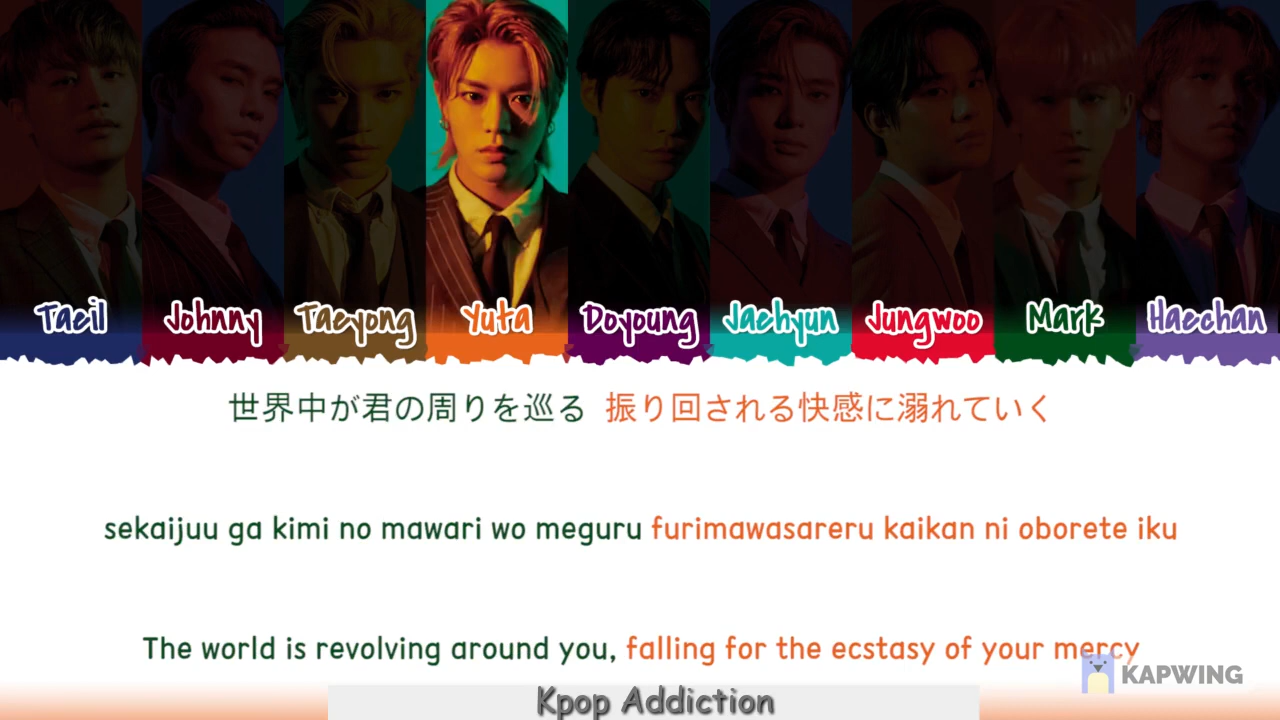 Taeil Johnny Taeyong Yuta Doyoung Jaehyun Jungwoo Mark Haechan
世界中が君の周りを巡る 振り回される快感に溺れていく
sekaijuu ga kimi no mawari wo meguru furimawasareru kaikan ni oborete iku
The world is revolving around you, falling for the ecstasy of your mercy
KAPWING
Kpop Addiction